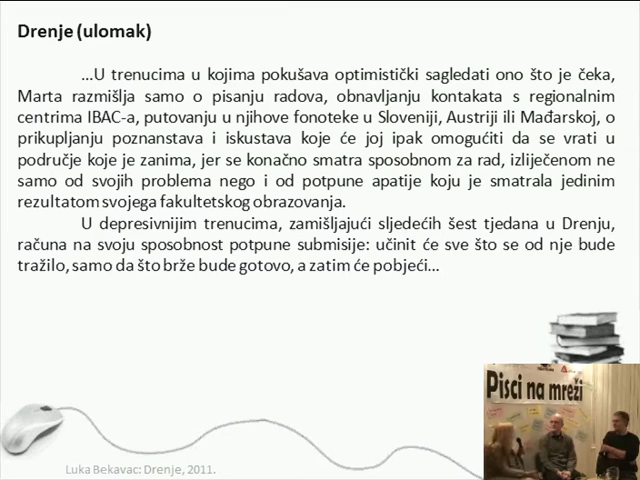 Drenje (ulomak)
…U trenucima u kojima pokušava optimistički sagledati ono što je čeka,
Marta razmišlja samo o pisanju radova, obnavljanju kontakata s regionalnim
centrima IBAC-a, putovanju u njihove fonoteke u Sloveniji, Austriji ili Mađarskoj, o
prikupljanju poznanstava i iskustava koje će joj ipak omogućiti da se vrati u
područje koje je zanima, jer se konačno smatra sposobnom za rad, izliječenom ne
samo od svojih problema nego i od potpune apatije koju je smatrala jedinim
rezultatom svojega fakultetskog obrazovanja.
U depresivnijim trenucima, zamišljajući sljedećih šest tjedana u Drenju,
računa na svoju sposobnost potpune submisije: učinit će sve što se od nje bude
tražilo, samo da što brže bude gotovo, a zatim će pobjeći…
Pisci na mreži
Luka Bekavac: Drenje, 2011.